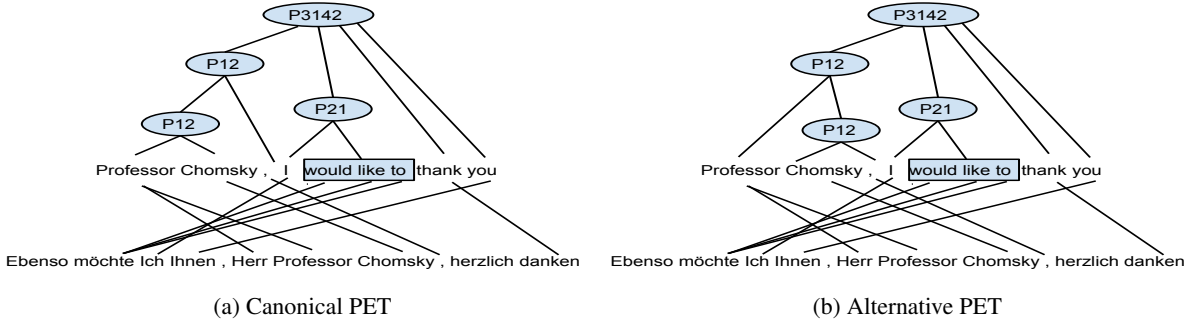 P3142
P12
P21
P12
Professor Chomsky , I would like to thank you
Ebenso möchte Ich Ihnen , Herr Professor Chomsky , herzlich danken
(a) Canonical PET
P3142
P12
P21
P12
Professor Chomsky , I would like to thank you
Ebenso möchte Ich Ihnen , Herr Professor Chomsky , herzlich danken
(b) Alternative PET